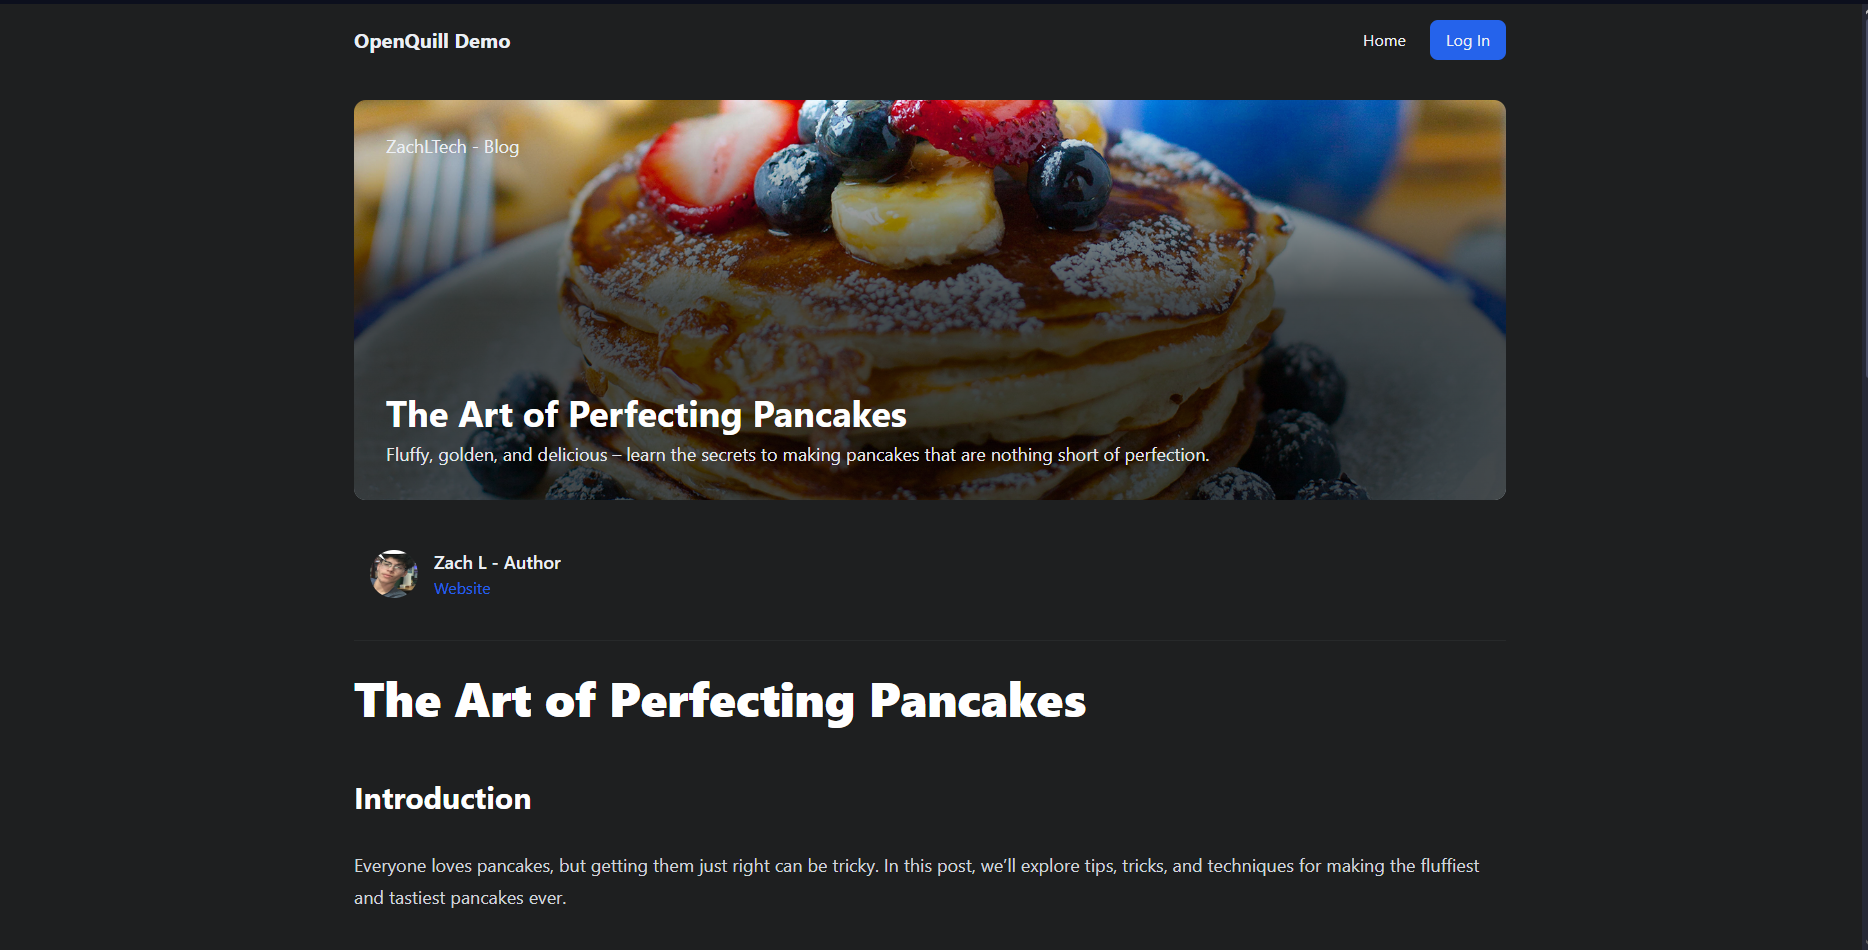 OpenQuill Demo
Home
Log In
ZachLTech - Blog
The Art of Perfecting Pancakes
Fluffy, golden, and delicious – learn the secrets to making pancakes that are nothing short of perfection.
Zach L - Author
Website
The Art of Perfecting Pancakes
Introduction
Everyone loves pancakes, but getting them just right can be tricky. In this post, we’ll explore tips, tricks, and techniques for making the fluffiest
and tastiest pancakes ever.